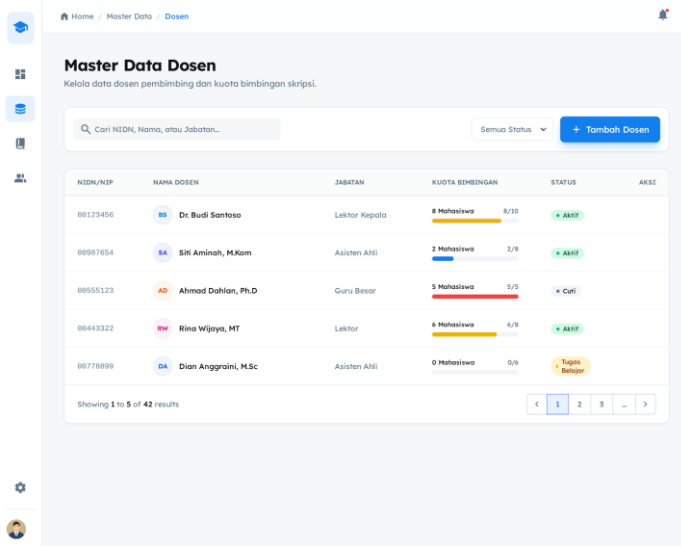 Home / Master Data / Dosen
Master Data Dosen
Kelola data dosen pembimbing dan kuota bimbingan skripsi.
Cari NIDN, Nama, atau Jabatan...
Semua Status
+ Tambah Dosen
NIDN/NIP NAMA DOSEN JABATAN KUOTA BIMBINGAN STATUS AKSI
00123456 BS Dr. Budi Santoso Lektor Kepala 8 Mahasiswa 8/10 Aktif
00987654 SA Siti Aminah, M.Kom Asisten Ahli 2 Mahasiswa 2/8 Aktif
00555123 AD Ahmad Dahlan, Ph.D Guru Besar 5 Mahasiswa 5/5 Cuti
00443322 RW Rina Wijaya, MT Lektor 6 Mahasiswa 6/8 Aktif
00778899 DA Dian Anggraini, M.Sc Asisten Ahli 0 Mahasiswa 0/6 Tugas
Belajar
Showing 1 to 5 of 42 results
< 1 2 3 ... >